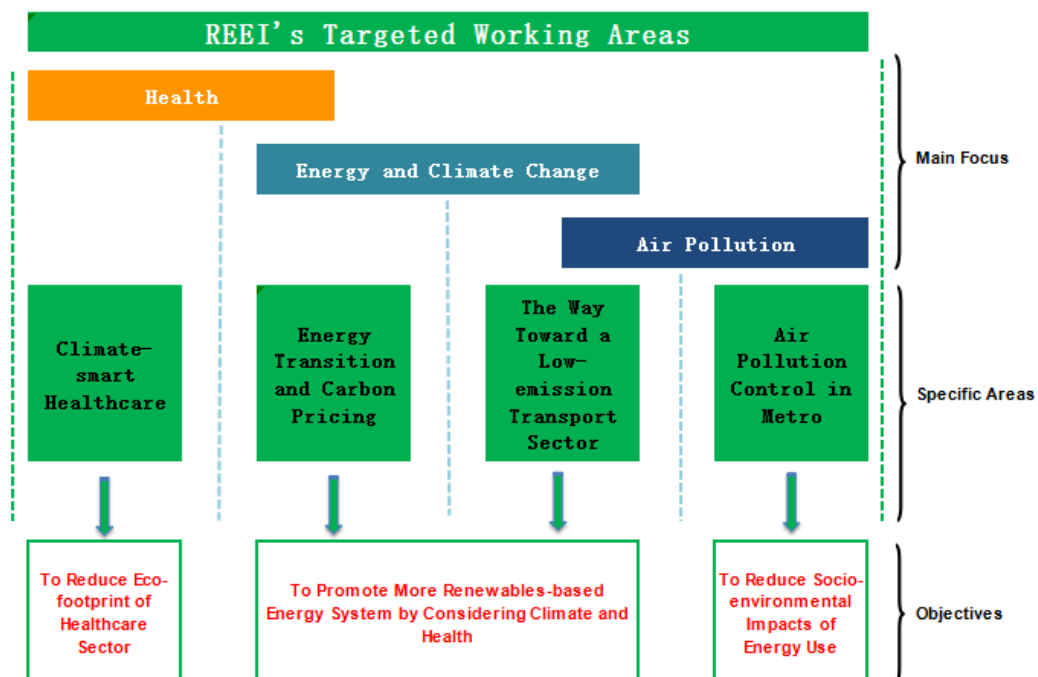 REEI's Targeted Working Areas
Health
Energy and Climate Change
Main Focus
Air Pollution
Climate-
smart
Healthcare
Energy
Transition
and Carbon
Pricing
The Way
Toward a
Low-
emission
Transport
Sector
Air
Pollution
Control in
Metro
Specific Areas
To Reduce Eco-
footprint of
Healthcare
Sector
To Promote More Renewables-based
Energy System by Considering Climate and
Health
To Reduce Socio-
environmental
Impacts of
Energy Use
Objectives